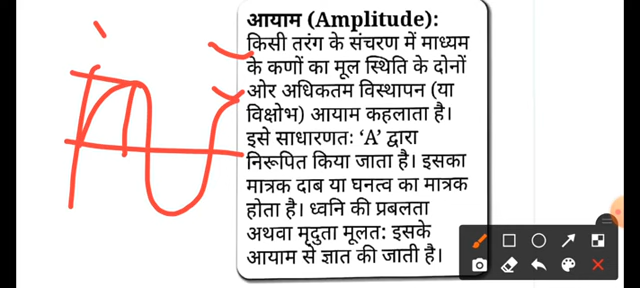 आयाम (Amplitude):
किसी तरंग के संचरण में माध्यम
के कणों का मूल स्थिति के दोनों
ओर अधिकतम विस्थापन (या
विक्षोभ) आयाम कहलाता है।
इसे साधारणतः ‘A’ द्वारा
निरूपित किया जाता है। इसका
मात्रक दाब या घनत्व का मात्रक
होता है। ध्वनि की प्रबलता
अथवा मृदुता मूलत: इसके
आयाम से ज्ञात की जाती है।